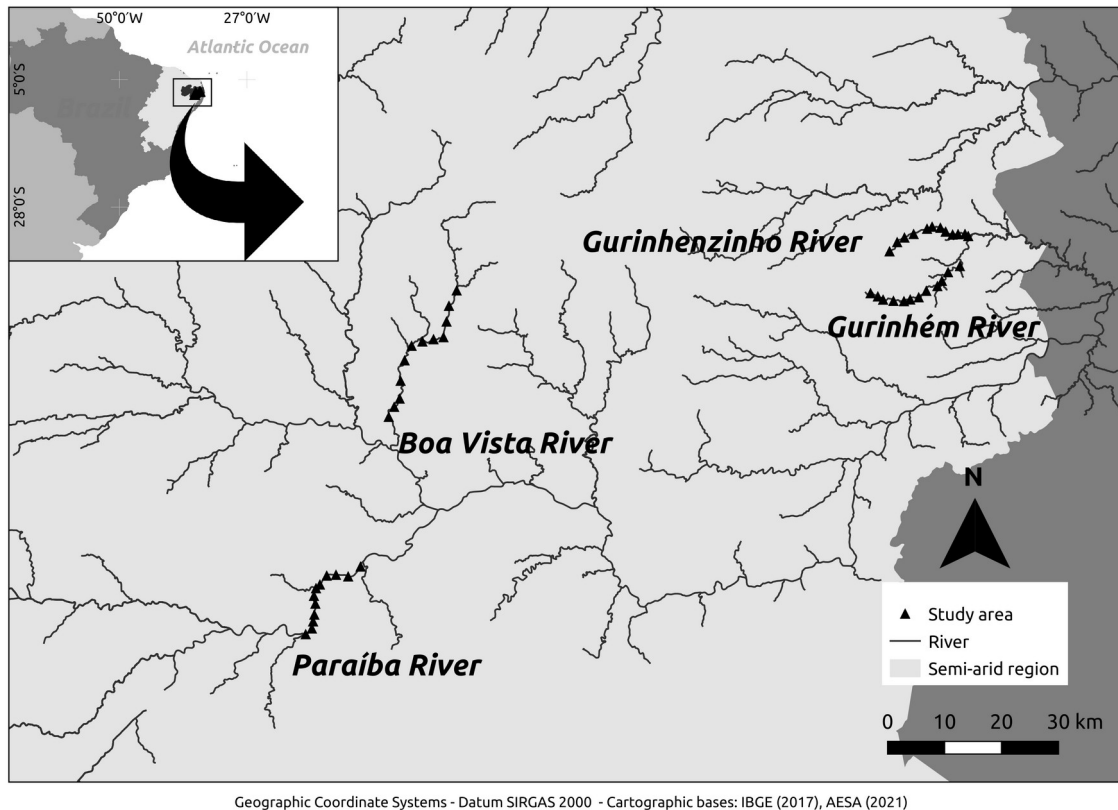 50°0′W
27°0′W
Atlantic Ocean
5°0′S
Brazil
28°0′S
Gurinhenzinho River
Gurinhém River
Boa Vista River
Paraíba River
N
Study area
River
Semi-arid region
0 10 20 30 km
Geographic Coordinate Systems - Datum SIRGAS 2000 - Cartographic bases: IBGE (2017), AESA (2021)